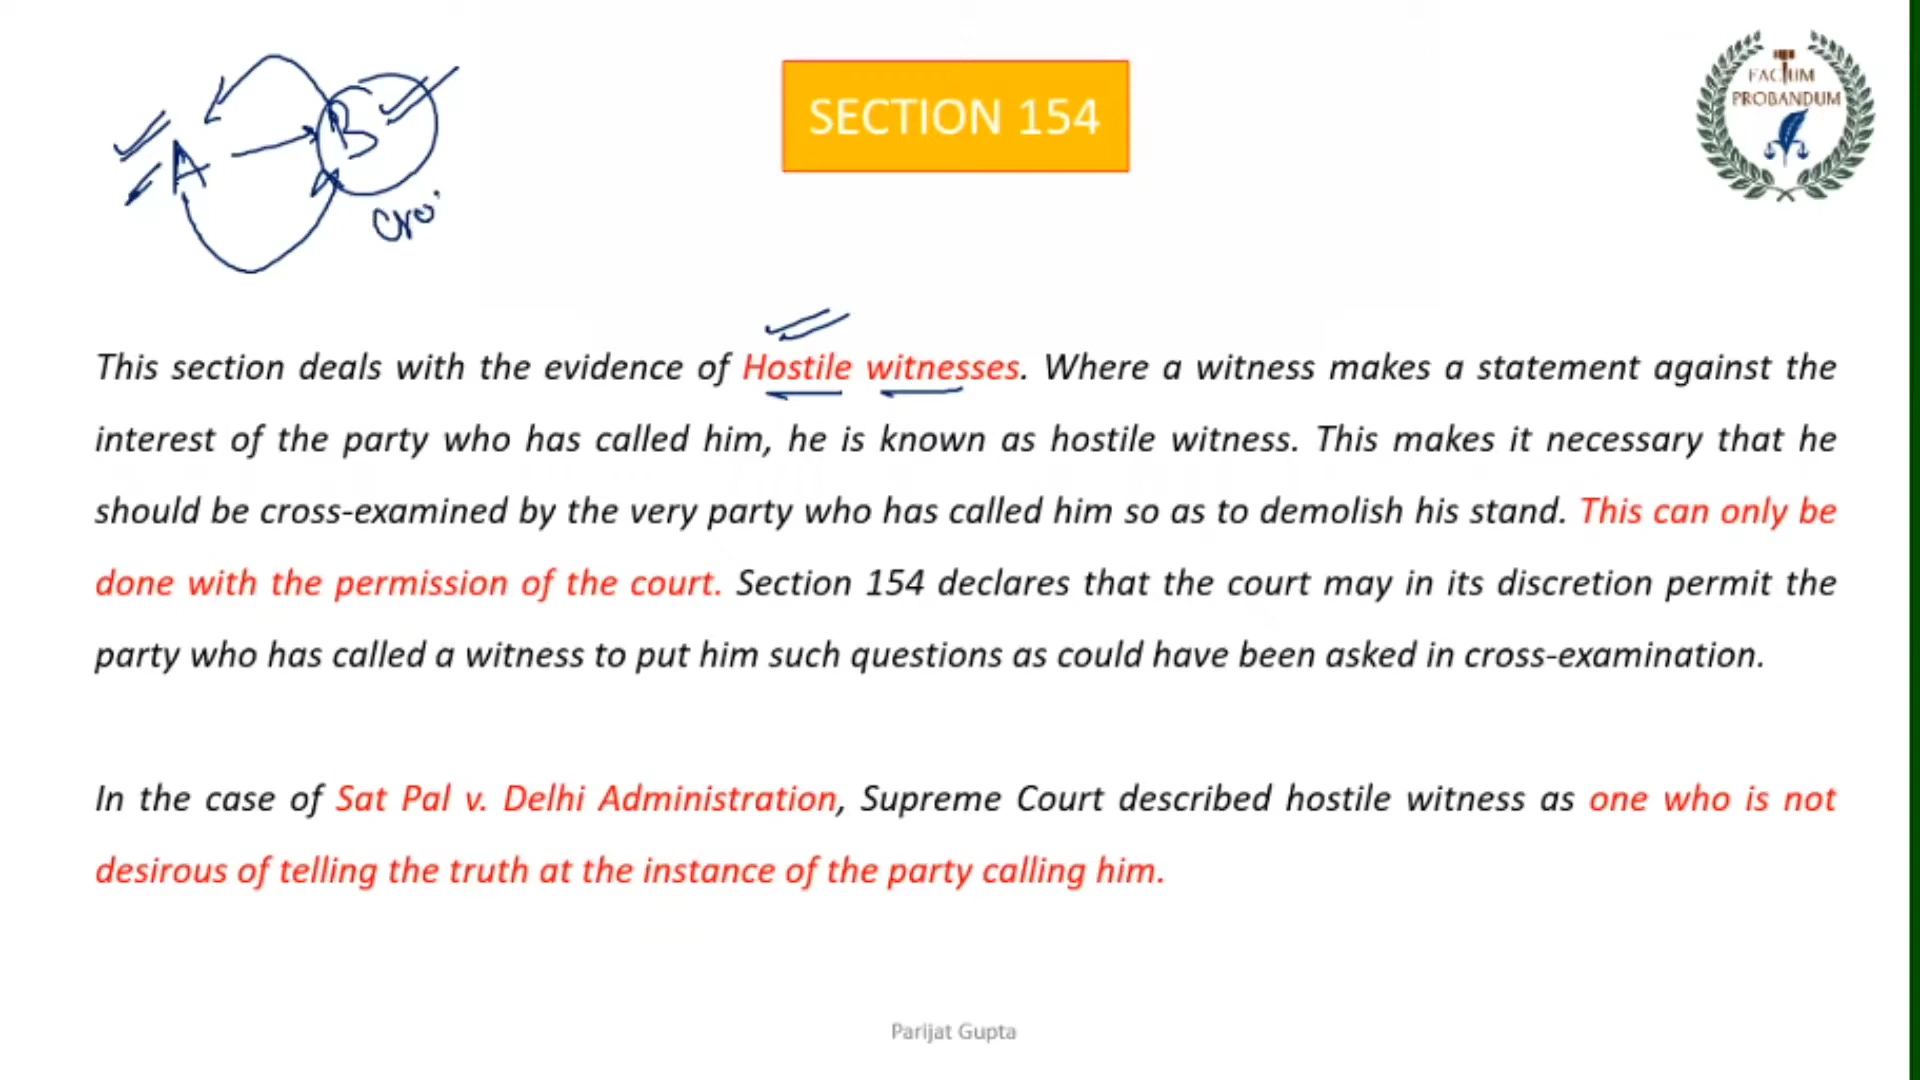 A B
cro
SECTION 154
FACTUM
PROBANDUM
This section deals with the evidence of Hostile witnesses. Where a witness makes a statement against the
interest of the party who has called him, he is known as hostile witness. This makes it necessary that he
should be cross-examined by the very party who has called him so as to demolish his stand. This can only be
done with the permission of the court. Section 154 declares that the court may in its discretion permit the
party who has called a witness to put him such questions as could have been asked in cross-examination.
In the case of Sat Pal v. Delhi Administration, Supreme Court described hostile witness as one who is not
desirous of telling the truth at the instance of the party calling him.
Parijat Gupta